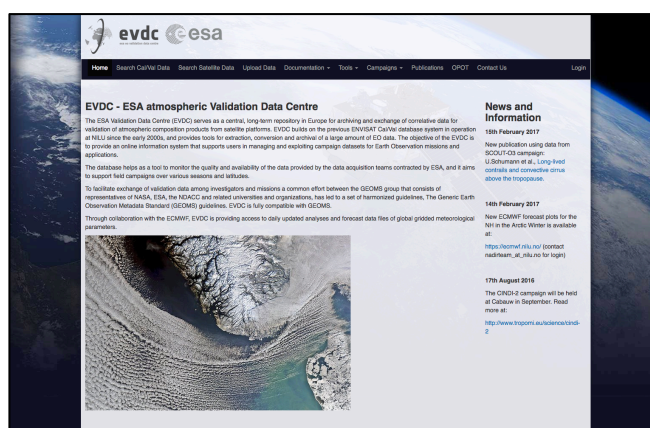 evdc esa
esa atmospheric validation data centre
Home Search Cal/Val Data Search Satellite Data Upload Data Documentation Tools Campaigns Publications OPOT Contact Us Login
EVDC - ESA atmospheric Validation Data Centre
The ESA Validation Data Centre (EVDC) serves as a central, long-term repository in Europe for archiving and exchange of correlative data for
validation of atmospheric composition products from satellite platforms. EVDC builds on the previous ENVISAT Cal/Val database system in operation
at NILU since the early 2000s, and provides tools for extraction, conversion and archival of a large amount of EO data. The objective of the EVDC is
to provide an online information system that supports users in managing and exploiting campaign datasets for Earth Observation missions and
applications.
The database helps as a tool to monitor the quality and availability of the data provided by the data acquisition teams contracted by ESA, and it aims
to support field campaigns over various seasons and latitudes.
To facilitate exchange of validation data among investigators and missions a common effort between the GEOMS group that consists of
representatives of NASA, ESA, the NDACC and related universities and organizations, has led to a set of harmonized guidelines, The Generic Earth
Observation Metadata Standard (GEOMS) guidelines. EVDC is fully compatible with GEOMS.
Through collaboration with the ECMWF, EVDC is providing access to daily updated analyses and forecast data files of global gridded meteorological
parameters.
News and
Information
15th February 2017
New publication using data from
SCOUT-O3 campaign:
U.Schumann et al., Long-lived
contrails and convective cirrus
above the tropopause.
14th February 2017
New ECMWF forecast plots for the
NH in the Arctic Winter is available
at:
https://ecmwf.nilu.no/ (contact
nadirteam_at_nilu.no for login)
17th August 2016
The CINDI-2 campaign will be held
at Cabauw in September. Read
more at:
http://www.tropomi.eu/science/cindi-
2